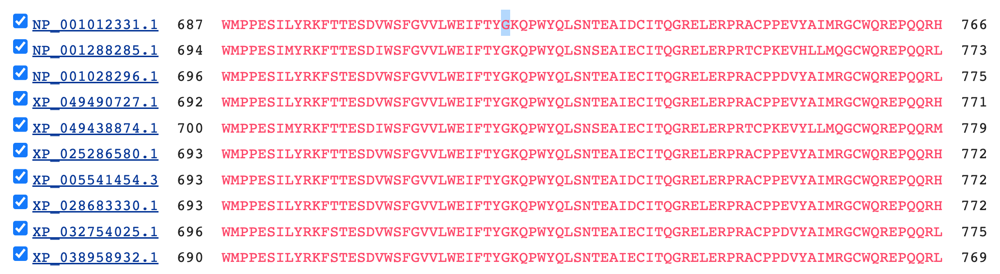 NP_001012331.1 687 WMPPESILYRKFTTESDVWSFGVVLWEIFTYGKQPWYQLSNTEAIDCITQGRELERPRACPPEVYAIMRGCWQREPQQRH 766
NP_001288285.1 694 WMPPESIMYRKFTTESDIWSFGVVLWEIFTYGKQPWYQLSNSEAIECITQGRELERPRTCPKEVHLLMQGCWQREPQQRL 773
NP_001028296.1 696 WMPPESILYRKFSTESDVWSFGVVLWEIFTYGKQPWYQLSNTEAIECITQGRELERPRACPPDVYAIMRGCWQREPQQRL 775
XP_049490727.1 692 WMPPESILYRKFTTESDVWSFGVVLWEIFTYGKQPWYQLSNTEAIECITQGRELERPRACPPEVYAIMRGCWQREPQQRH 771
XP_049438874.1 700 WMPPESIMYRKFTTESDIWSFGVVLWEIFTYGKQPWYQLSNSEAIECITQGRELERPRTCPKEVYLLMQGCWQREPQQRM 779
XP_025286580.1 693 WMPPESILYRKFTTESDVWSFGVVLWEIFTYGKQPWYQLSNTEAIECITQGRELERPRACPPEVYAIMRGCWQREPQQRH 772
XP_005541454.3 693 WMPPESILYRKFTTESDVWSFGVVLWEIFTYGKQPWYQLSNTEAIDCITQGRELERPRACPPEVYAIMRGCWQREPQQRH 772
XP_028683330.1 693 WMPPESILYRKFTTESDVWSFGVVLWEIFTYGKQPWYQLSNTEAIDCITQGRELERPRACPPEVYAIMRGCWQREPQQRH 772
XP_032754025.1 696 WMPPESILYRKFSTESDVWSFGVVLWEIFTYGKQPWYQLSNTEAIECITQGRELERPRACPPDVYAIMRGCWQREPQQRL 775
XP_038958932.1 690 WMPPESILYRKFSTESDVWSFGVVLWEIFTYGKQPWYQLSNTEAIECITQGRELERPRACPPDVYAIMRGCWQREPQQRL 769